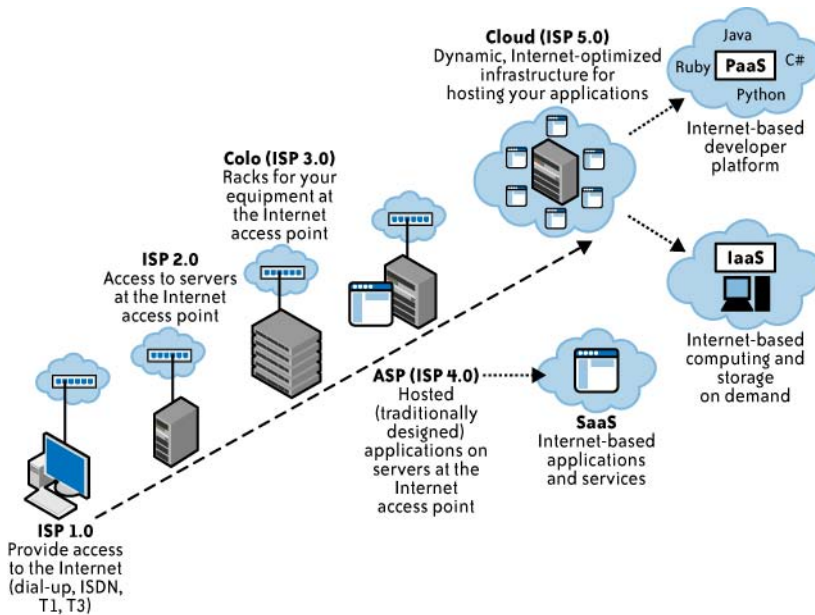 ISP 1.0
Provide access
to the Internet
(dial-up, ISDN,
T1, T3)
ISP 2.0
Access to servers
at the Internet
access point
Colo (ISP 3.0)
Racks for your
equipment at
the Internet
access point
ASP (ISP 4.0)
Hosted
(traditionally
designed)
applications on
servers at the
Internet
access point
SaaS
Internet-based
applications
and services
Cloud (ISP 5.0)
Dynamic, Internet-optimized
infrastructure for
hosting your applications
Java
Ruby PaaS C#
Python
Internet-based
developer
platform
IaaS
Internet-based
computing and
storage
on demand